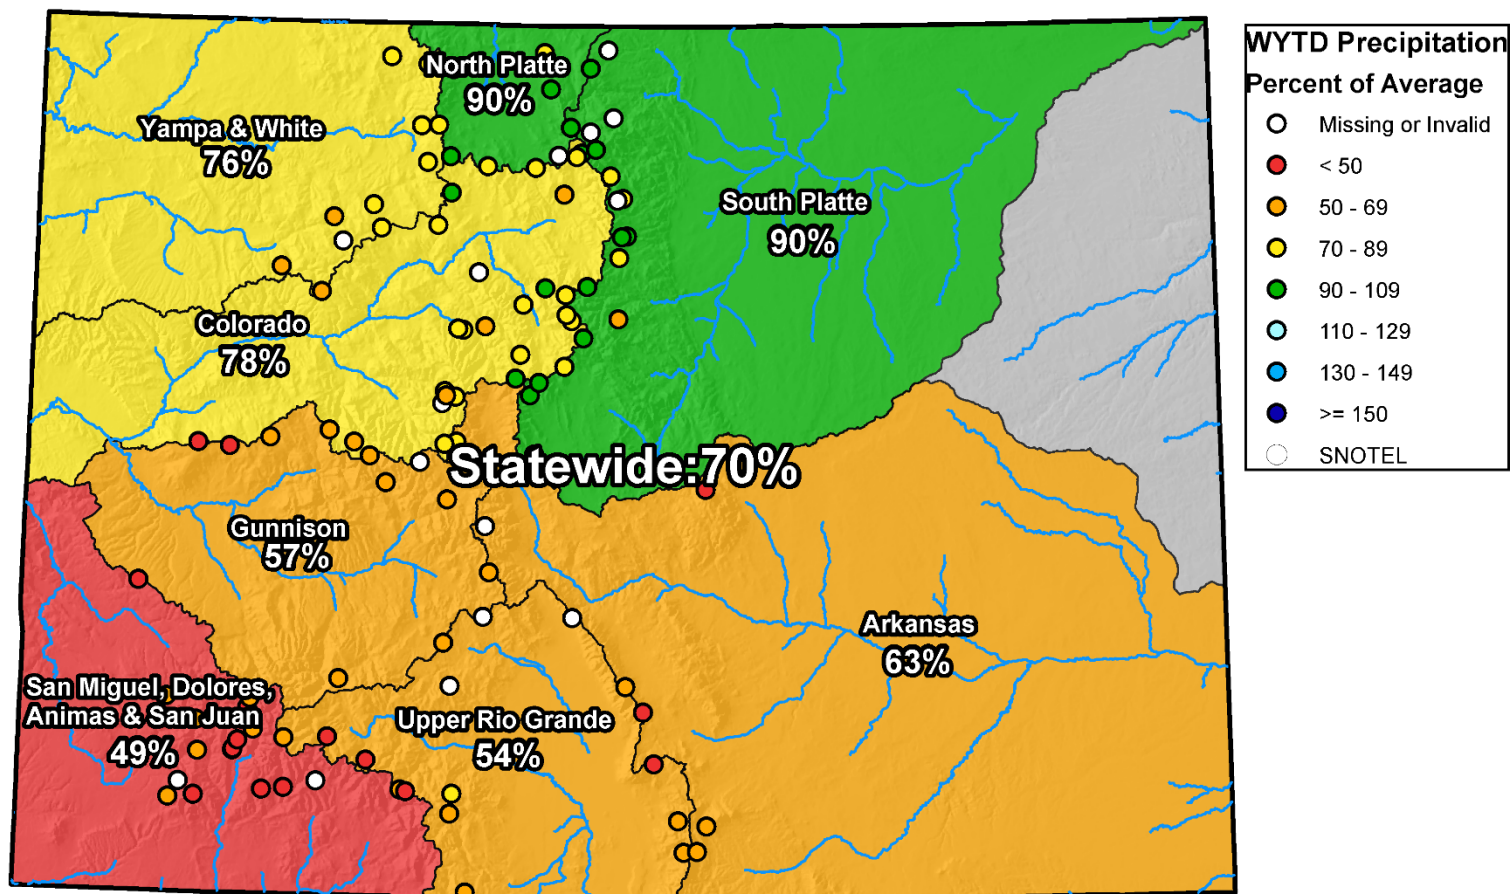 North Platte
90%
Yampa & White
76%
South Platte
90%
Colorado
78%
Statewide:70%
Gunnison
57%
Arkansas
63%
San Miguel, Dolores,
Animas & San Juan
49%
Upper Rio Grande
54%
WYTD Precipitation
Percent of Average
Missing or Invalid
< 50
50 - 69
70 - 89
90 - 109
110 - 129
130 - 149
>= 150
SNOTEL